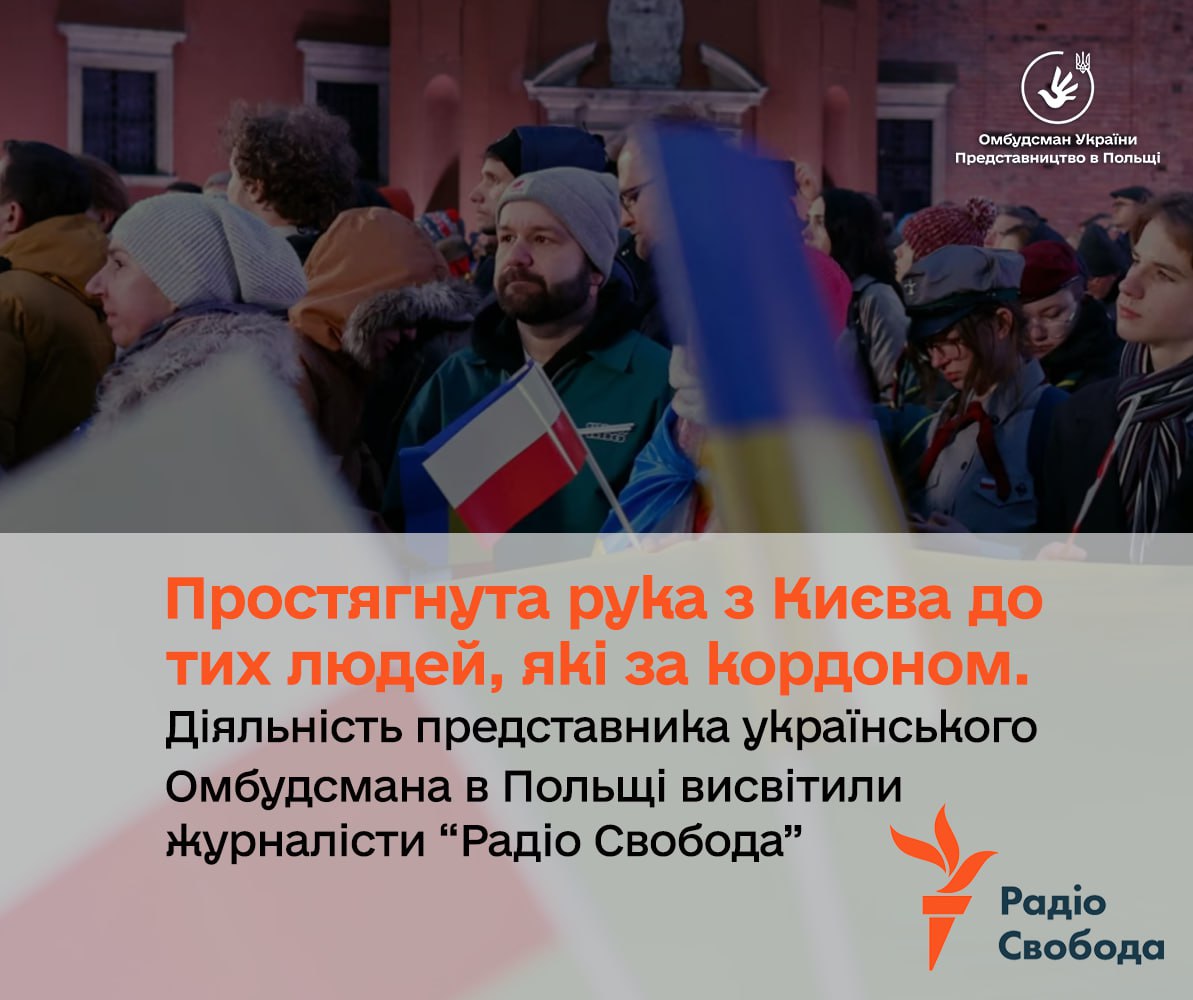 Омбудсман України
Представництво в Польщі
Простягнута рука з Києва до
тих людей, які за кордоном.
Діяльність представника українського
Омбудсмана в Польщі висвітили
журналісти “Радіо Свобода”
Радіо
Свобода